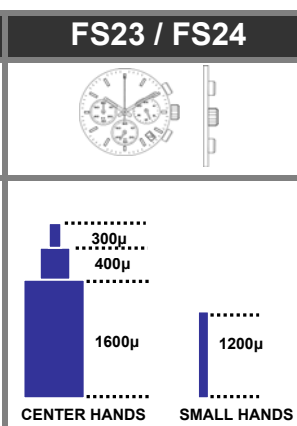 FS23 / FS24
300µ
400µ
1600µ
1200µ
CENTER HANDS
SMALL HANDS